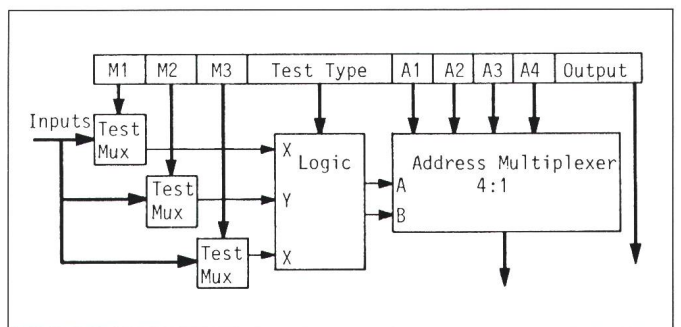 M1 M2 M3 Test Type A1 A2 A3 A4 Output
Inputs
Test
Mux
Test
Mux
Test
Mux
X
Logic
Y
X
Address Multiplexer
4:1
A
B